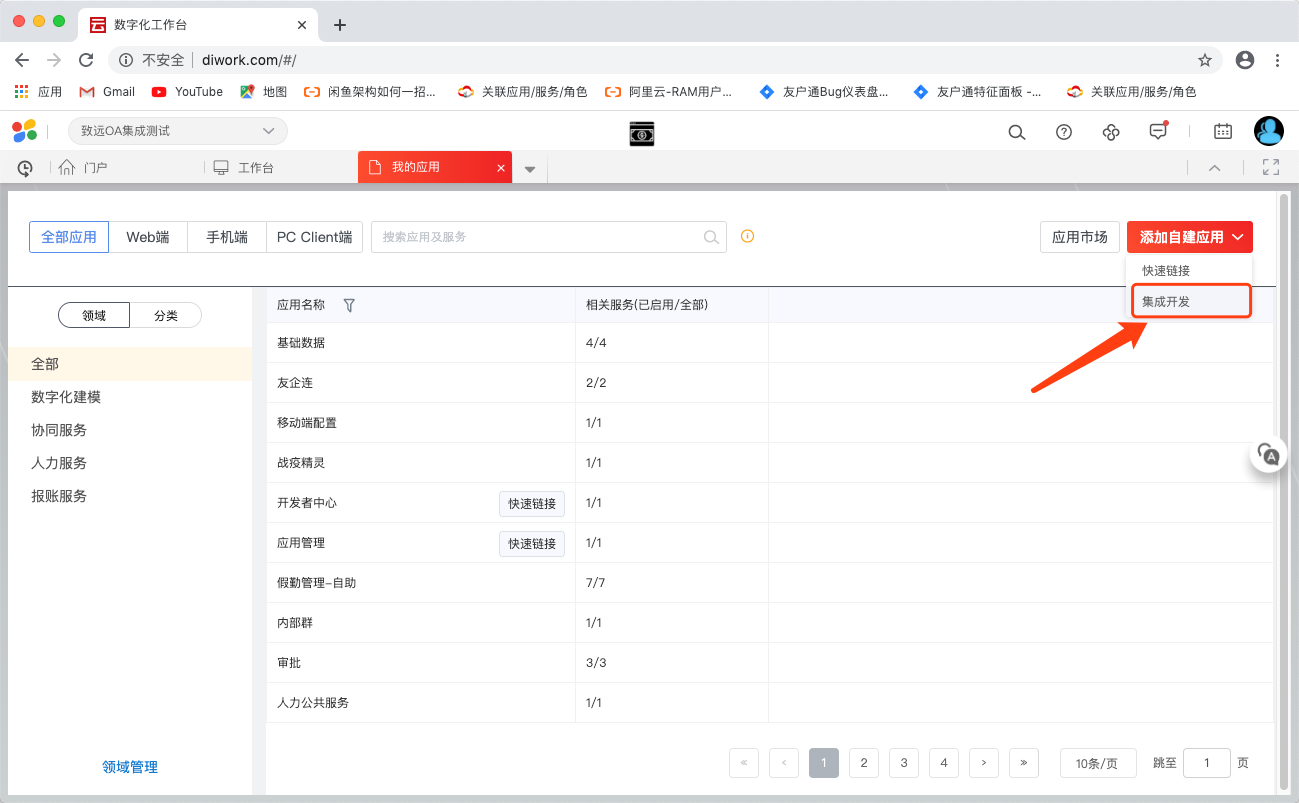 数字化工作台
不安全
diwork.com/#/
应用
Gmail
YouTube
地图
闲鱼架构如何一招...
关联应用/服务/角色
阿里云-RAM用户...
友户通Bug仪表盘...
友户通特征面板 -...
关联应用/服务/角色
致远OA集成测试
门户
工作台
我的应用
全部应用
Web端
手机端
PC Client端
搜索应用及服务
应用市场
添加自建应用
快速链接
集成开发
领域
分类
全部
数字化建模
协同服务
人力服务
报账服务
领域管理
应用名称
相关服务(已启用/全部)
基础数据
4/4
友企连
2/2
移动端配置
1/1
战疫精灵
1/1
开发者中心
快速链接
1/1
应用管理
快速链接
1/1
假勤管理-自助
7/7
内部群
1/1
审批
3/3
人力公共服务
1/1
« ‹ 1 2 3 4 › » 10条/页 跳至 1 页